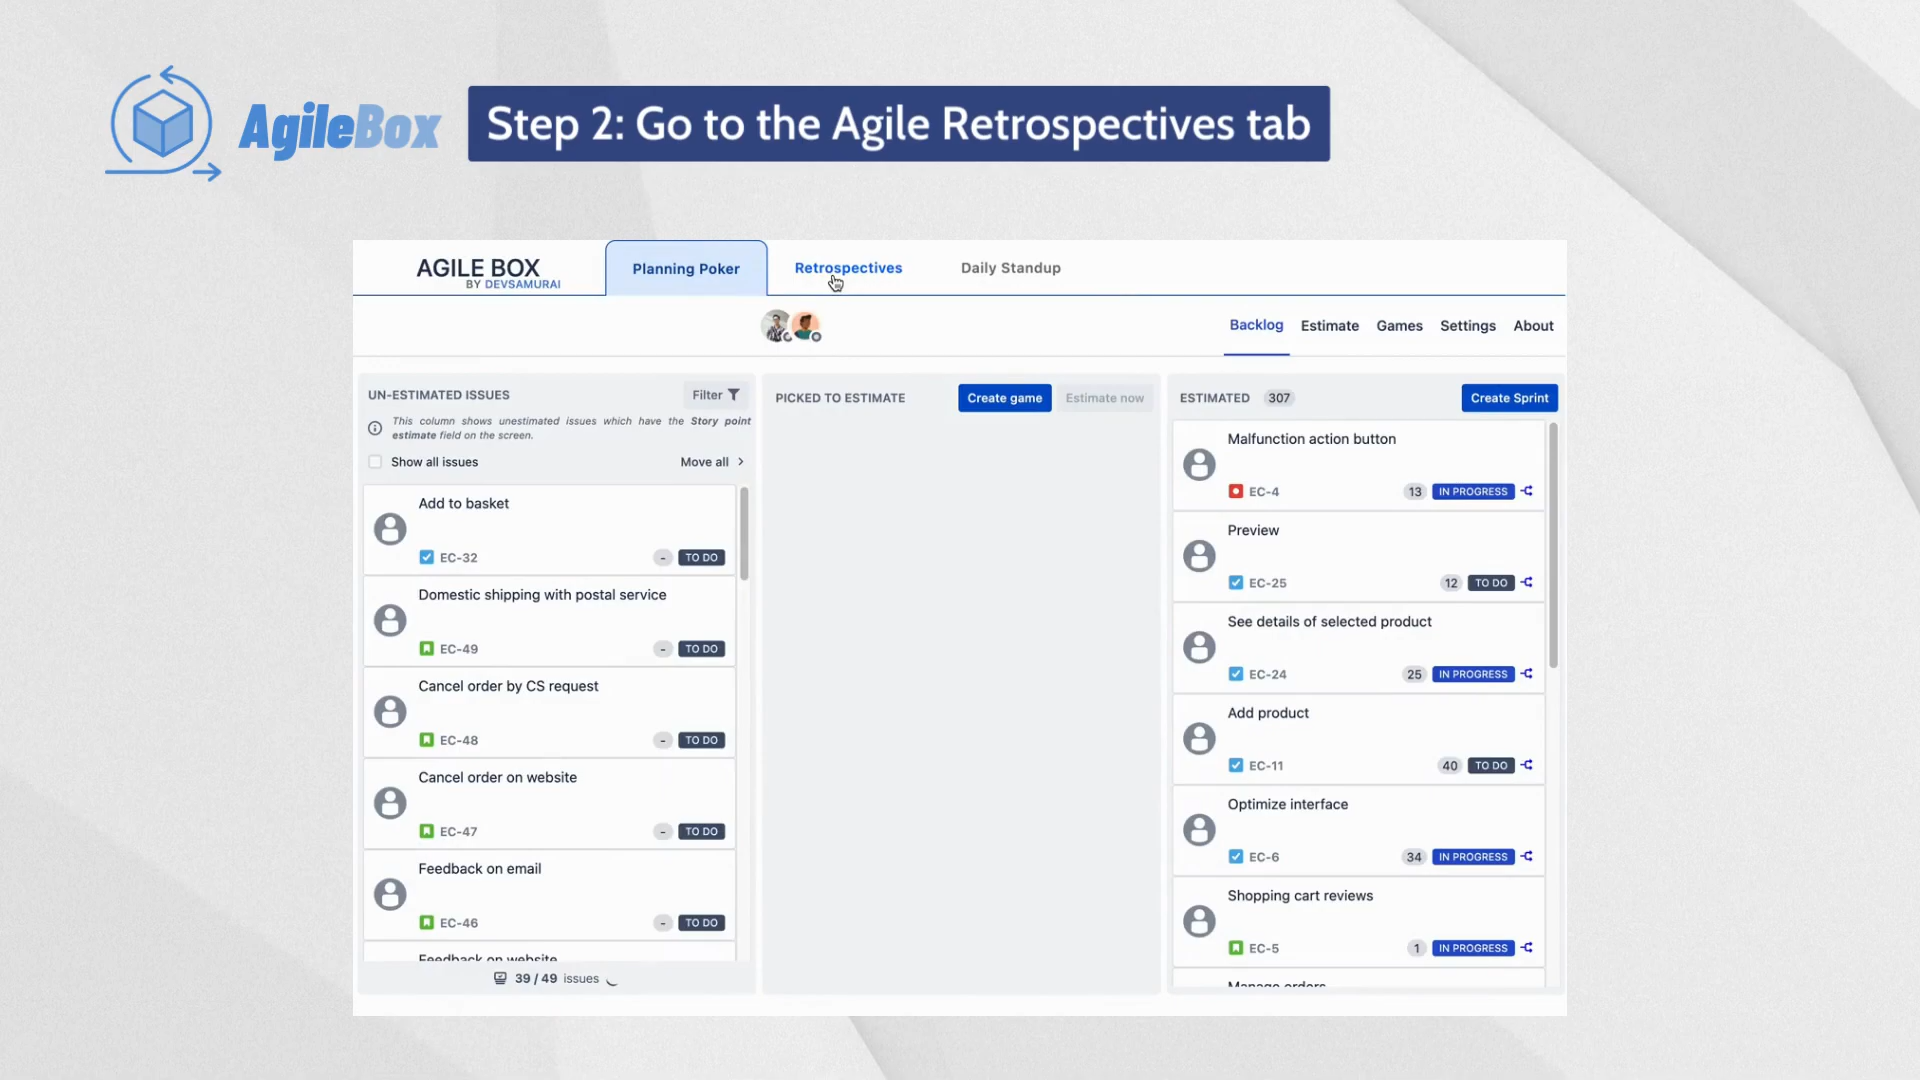 AgileBox
Step 2: Go to the Agile Retrospectives tab
AGILE BOX
BY DEVSAMURAI
Planning Poker
Retrospectives
Daily Standup
Backlog
Estimate
Games
Settings
About
UN-ESTIMATED ISSUES
Filter
This column shows unestimated issues which have the Story point
estimate field on the screen.
Show all issues
Move all
Add to basket
EC-32
-
TO DO
Domestic shipping with postal service
EC-49
-
TO DO
Cancel order by CS request
EC-48
-
TO DO
Cancel order on website
EC-47
-
TO DO
Feedback on email
EC-46
-
TO DO
Feedback on website
39 / 49 issues
PICKED TO ESTIMATE
Create game
Estimate now
ESTIMATED 307
Create Sprint
Malfunction action button
EC-4
13
IN PROGRESS
Preview
EC-25
12
TO DO
See details of selected product
EC-24
25
IN PROGRESS
Add product
EC-11
40
TO DO
Optimize interface
EC-6
34
IN PROGRESS
Shopping cart reviews
EC-5
1
IN PROGRESS
Manage orders